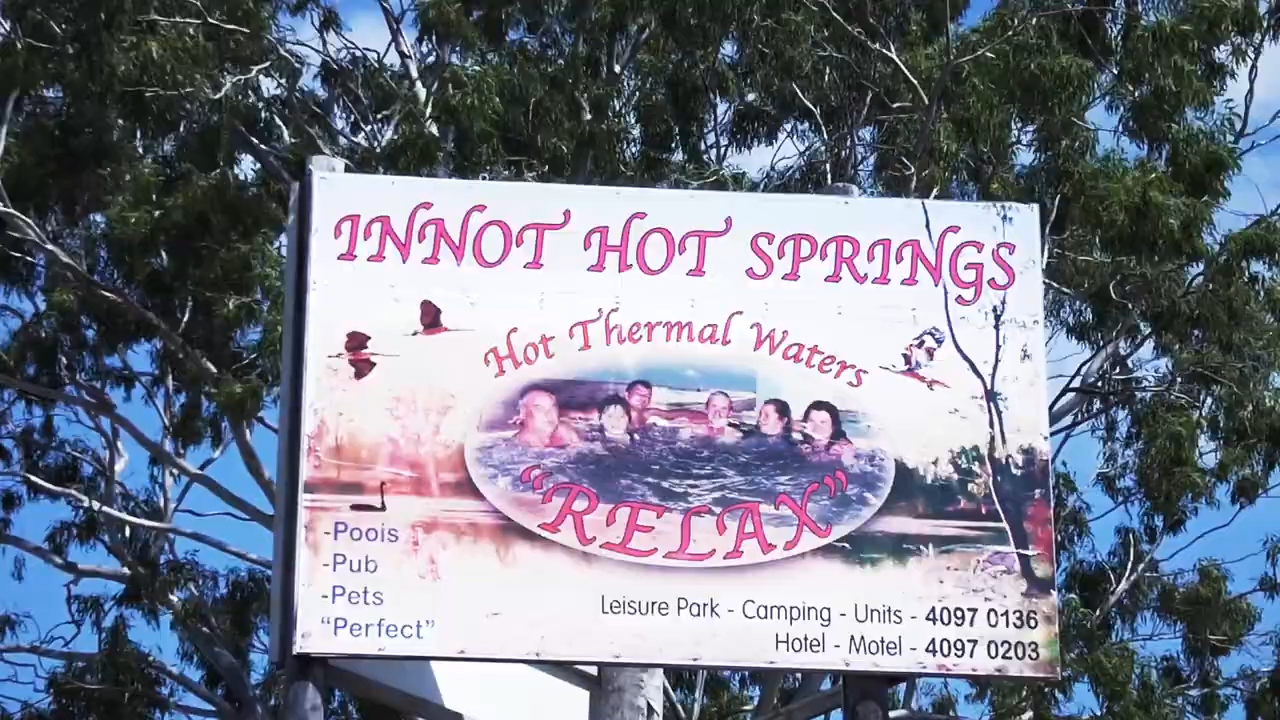 INNOT HOT SPRINGS
Hot Thermal Waters
"RELAX"
-Poois
-Pub
-Pets
"Perfect"
Leisure Park - Camping - Units - 4097 0136
Hotel - Motel - 4097 0203